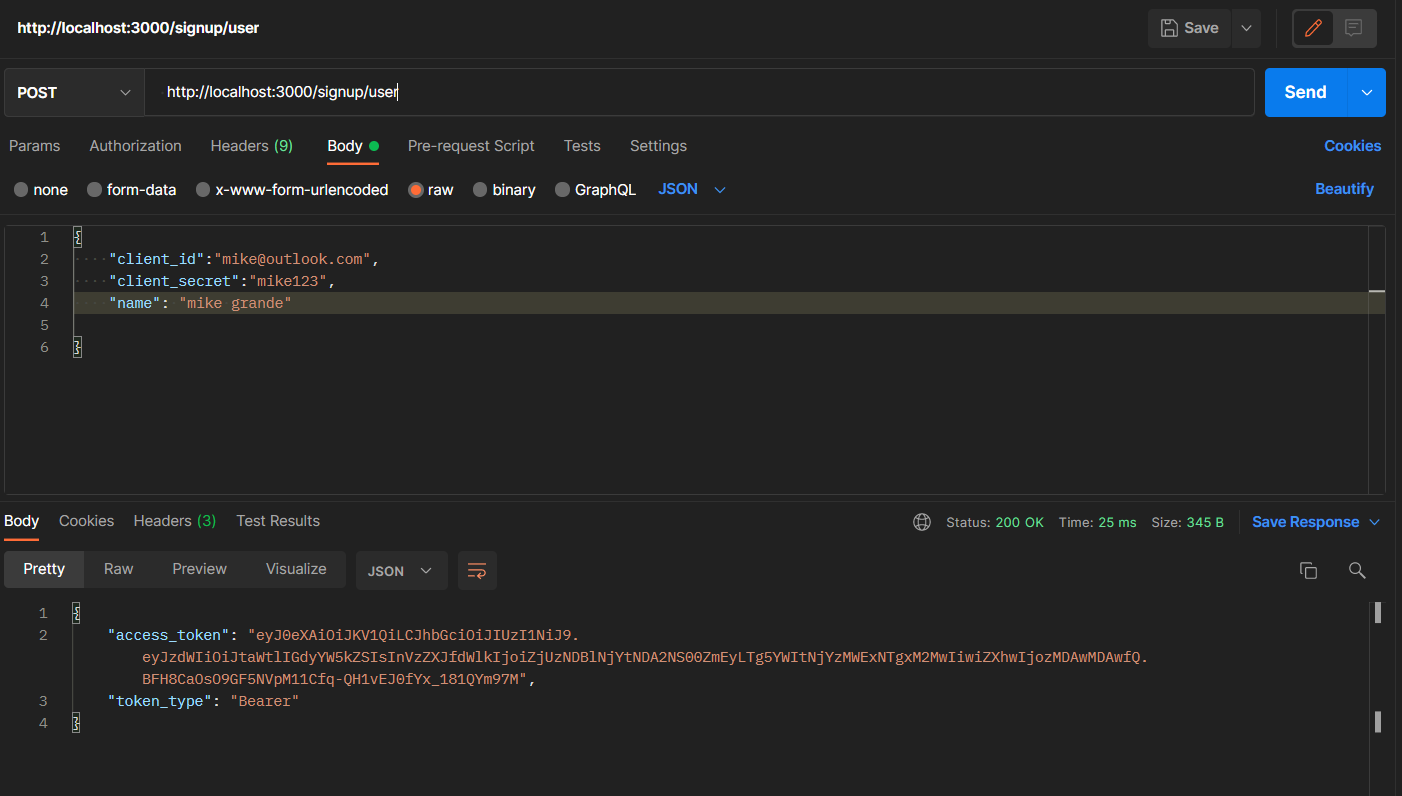 http://localhost:3000/signup/user
Save
POST
http://localhost:3000/signup/user
Send
Params Authorization Headers (9) Body Pre-request Script Tests Settings Cookies
none form-data x-www-form-urlencoded raw binary GraphQL JSON Beautify
1 {
2 "client_id":"mike@outlook.com",
3 "client_secret":"mike123",
4 "name": "mike grande"
5
6 }
Body Cookies Headers (3) Test Results Status: 200 OK Time: 25 ms Size: 345 B Save Response
Pretty Raw Preview Visualize JSON
1 {
2 "access_token": "eyJ0eXAiOiJKV1QiLCJhbGciOiJIUzI1NiJ9.
eyJzdWIiOiJtaWtlIGdyYW5kZSIsInVzZXJfdWlkIjoiZjUzNDBlNjYtNDA2NS00ZmEyLTg5YWItNjYzMWExNTgxM2MwIiwiZXhwIjozMDAwMDAwfQ.
BFH8CaOsO9GF5NVpM11Cfq-QH1vEJ0fYx_181QYm97M",
3 "token_type": "Bearer"
4 }